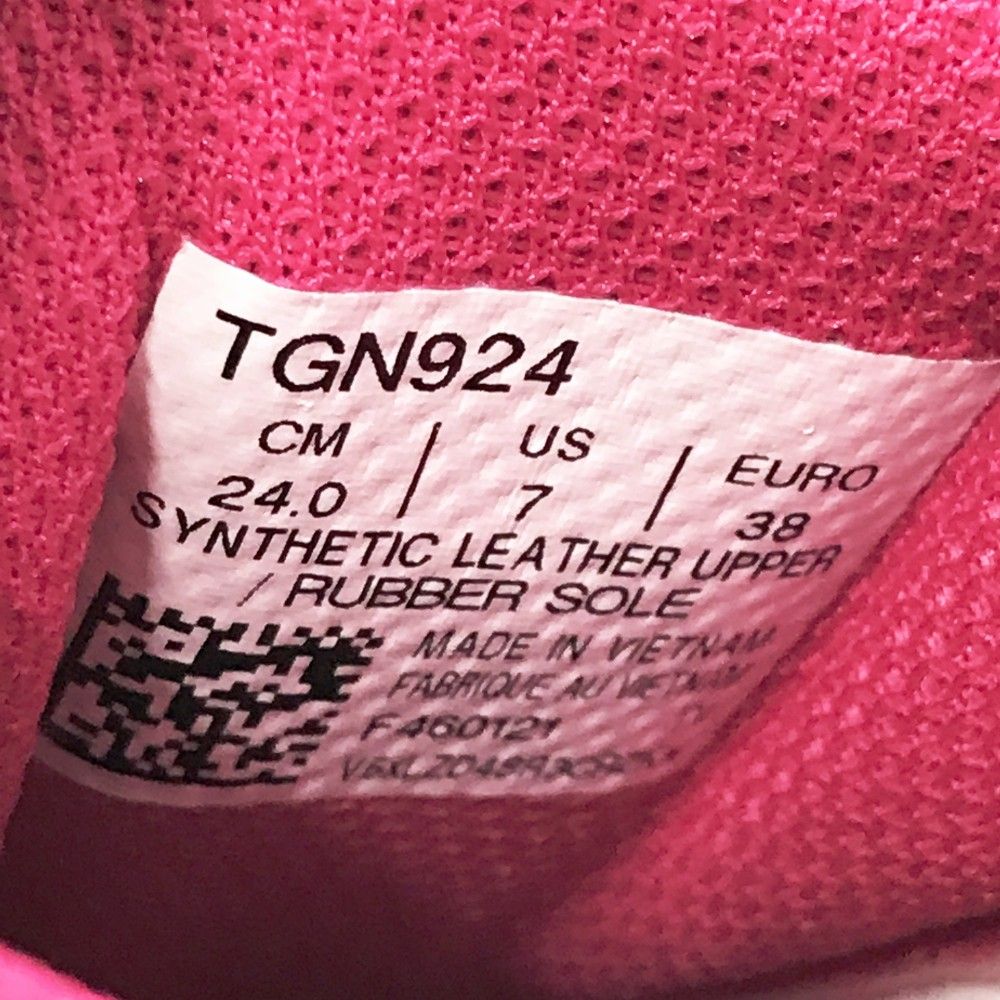 TGN924
CM | US | EURO
24.0 | 7 | 38
SYNTHETIC LEATHER UPPER
/ RUBBER SOLE
MADE IN VIETNAM
FABRIQUE AU VIETNAM
F460121